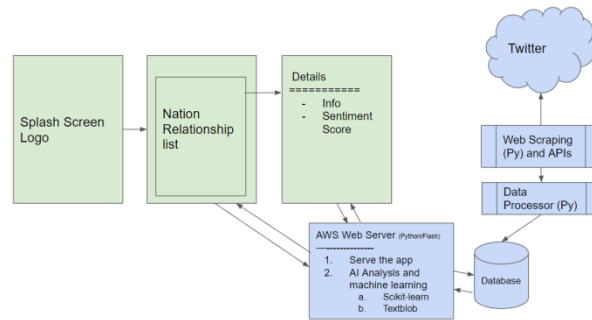 Splash Screen
Logo
Nation
Relationship
list
Details
===========
- Info
- Sentiment
Score
Twitter
Web Scraping
(Py) and APIs
Data
Processor (Py)
AWS Web Server (Python/Flask)
---------------
1. Serve the app
2. AI Analysis and
machine learning
a. Scikit-learn
b. Textblob
Database